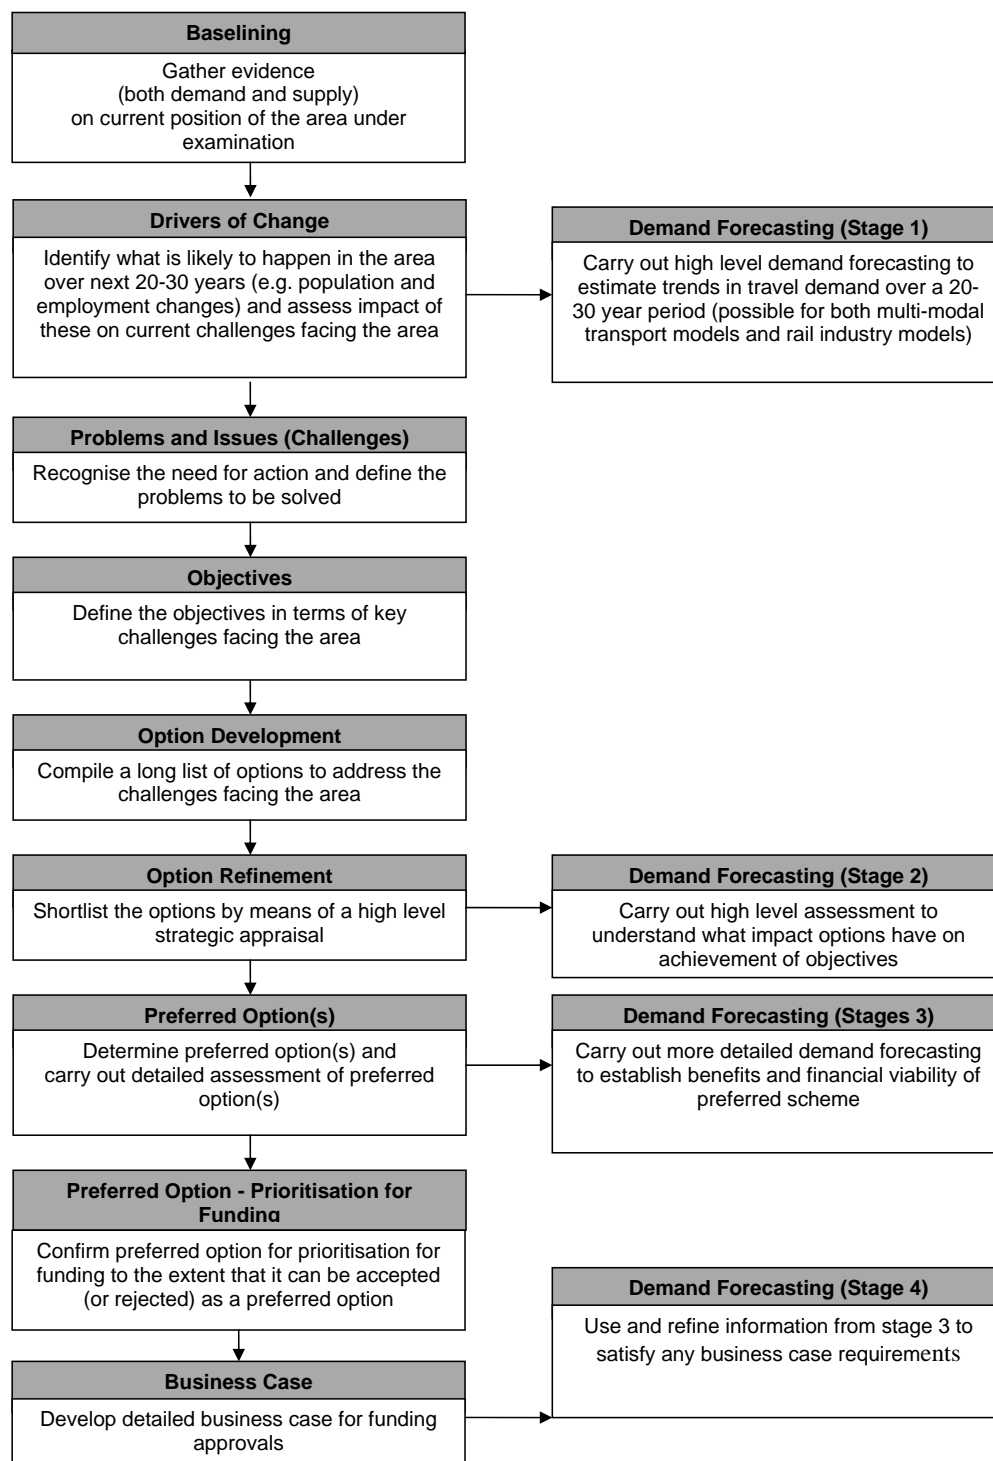 Baselining
Gather evidence
(both demand and supply)
on current position of the area under
examination
Drivers of Change
Identify what is likely to happen in the area
over next 20-30 years (e.g. population and
employment changes) and assess impact of
these on current challenges facing the area
Demand Forecasting (Stage 1)
Carry out high level demand forecasting to
estimate trends in travel demand over a 20-
30 year period (possible for both multi-modal
transport models and rail industry models)
Problems and Issues (Challenges)
Recognise the need for action and define the
problems to be solved
Objectives
Define the objectives in terms of key
challenges facing the area
Option Development
Compile a long list of options to address the
challenges facing the area
Option Refinement
Shortlist the options by means of a high level
strategic appraisal
Demand Forecasting (Stage 2)
Carry out high level assessment to
understand what impact options have on
achievement of objectives
Preferred Option(s)
Determine preferred option(s) and
carry out detailed assessment of preferred
option(s)
Demand Forecasting (Stages 3)
Carry out more detailed demand forecasting
to establish benefits and financial viability of
preferred scheme
Preferred Option - Prioritisation for
Funding
Confirm preferred option for prioritisation for
funding to the extent that it can be accepted
(or rejected) as a preferred option
Demand Forecasting (Stage 4)
Use and refine information from stage 3 to
satisfy any business case requirements
Business Case
Develop detailed business case for funding
approvals